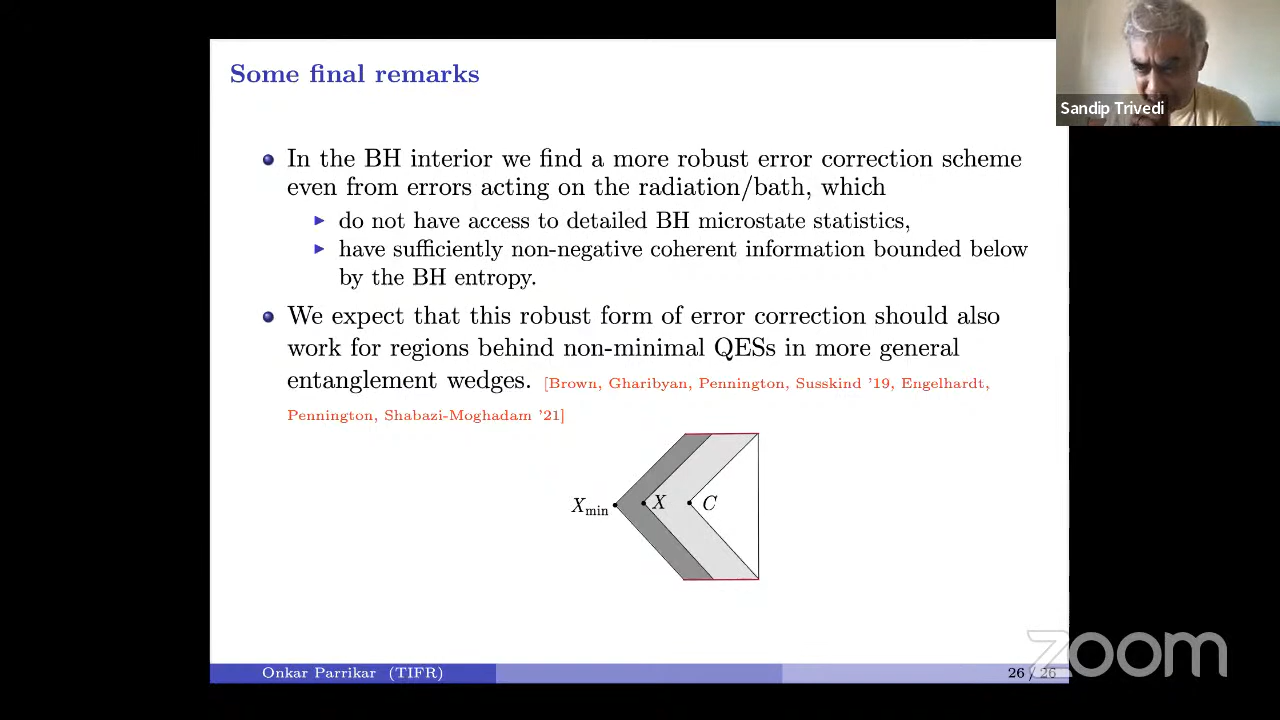 Some final remarks
Sandip Trivedi
In the BH interior we find a more robust error correction scheme
even from errors acting on the radiation/bath, which
do not have access to detailed BH microstate statistics,
have sufficiently non-negative coherent information bounded below
by the BH entropy.
We expect that this robust form of error correction should also
work for regions behind non-minimal QESs in more general
entanglement wedges. [Brown, Gharibyan, Pennington, Susskind '19, Engelhardt,
Pennington, Shabazi-Moghadam '21]
Xmin X C
zoom
Onkar Parrikar (TIFR) 26 / 26